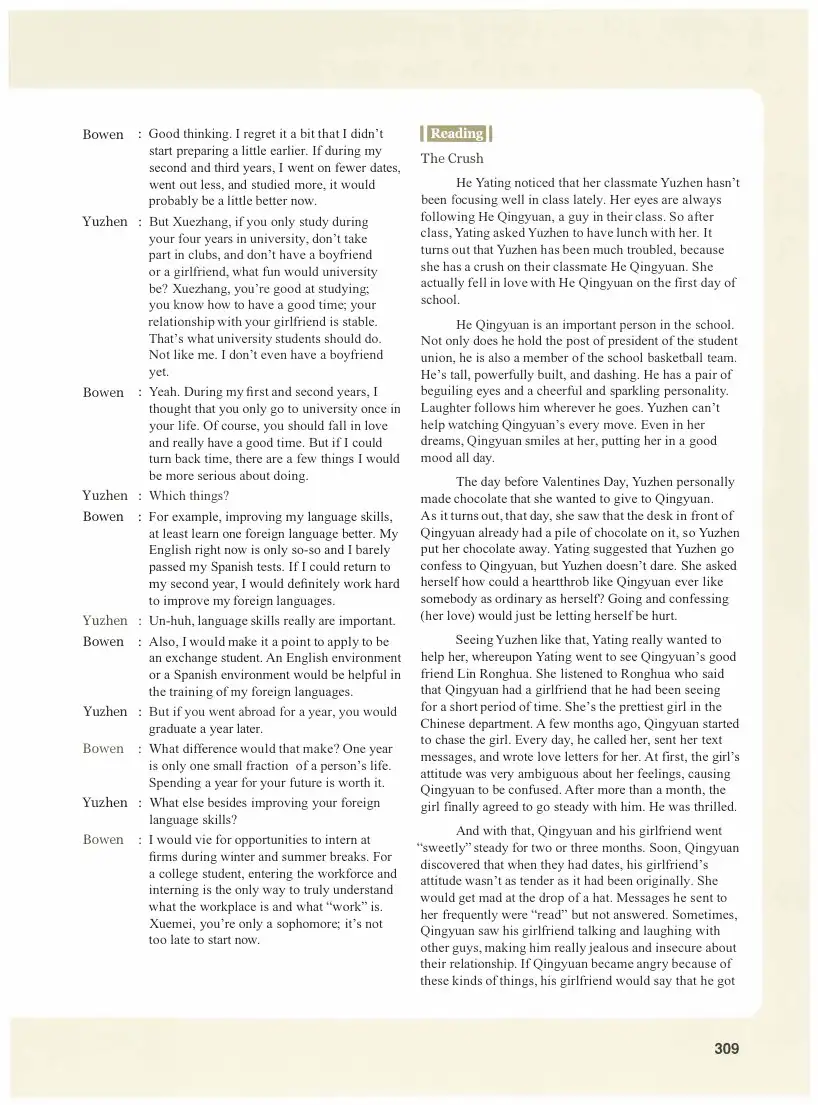 Bowen : Good thinking. I regret it a bit that I didn’t
start preparing a little earlier. If during my
second and third years, I went on fewer dates,
went out less, and studied more, it would
probably be a little better now.
Yuzhen : But Xuezhang, if you only study during
your four years in university, don’t take
part in clubs, and don’t have a boyfriend
or a girlfriend, what fun would university
be? Xuezhang, you’re good at studying;
you know how to have a good time; your
relationship with your girlfriend is stable.
That’s what university students should do.
Not like me. I don’t even have a boyfriend
yet.
Bowen : Yeah. During my first and second years, I
thought that you only go to university once in
your life. Of course, you should fall in love
and really have a good time. But if I could
turn back time, there are a few things I would
be more serious about doing.
Yuzhen : Which things?
Bowen : For example, improving my language skills,
at least learn one foreign language better. My
English right now is only so-so and I barely
passed my Spanish tests. If I could return to
my second year, I would definitely work hard
to improve my foreign languages.
Yuzhen : Un-huh, language skills really are important.
Bowen : Also, I would make it a point to apply to be
an exchange student. An English environment
or a Spanish environment would be helpful in
the training of my foreign languages.
Yuzhen : But if you went abroad for a year, you would
graduate a year later.
Bowen : What difference would that make? One year
is only one small fraction of a person’s life.
Spending a year for your future is worth it.
Yuzhen : What else besides improving your foreign
language skills?
Bowen : I would vie for opportunities to intern at
firms during winter and summer breaks. For
a college student, entering the workforce and
interning is the only way to truly understand
what the workplace is and what “work” is.
Xuemei, you’re only a sophomore; it’s not
too late to start now.
Reading
The Crush
He Yating noticed that her classmate Yuzhen hasn’t
been focusing well in class lately. Her eyes are always
following He Qingyuan, a guy in their class. So after
class, Yating asked Yuzhen to have lunch with her. It
turns out that Yuzhen has been much troubled, because
she has a crush on their classmate He Qingyuan. She
actually fell in love with He Qingyuan on the first day of
school.
He Qingyuan is an important person in the school.
Not only does he hold the post of president of the student
union, he is also a member of the school basketball team.
He’s tall, powerfully built, and dashing. He has a pair of
beguiling eyes and a cheerful and sparkling personality.
Laughter follows him wherever he goes. Yuzhen can’t
help watching Qingyuan’s every move. Even in her
dreams, Qingyuan smiles at her, putting her in a good
mood all day.
The day before Valentines Day, Yuzhen personally
made chocolate that she wanted to give to Qingyuan.
As it turns out, that day, she saw that the desk in front of
Qingyuan already had a pile of chocolate on it, so Yuzhen
put her chocolate away. Yating suggested that Yuzhen go
confess to Qingyuan, but Yuzhen doesn’t dare. She asked
herself how could a heartthrob like Qingyuan ever like
somebody as ordinary as herself? Going and confessing
(her love) would just be letting herself be hurt.
Seeing Yuzhen like that, Yating really wanted to
help her, whereupon Yating went to see Qingyuan’s good
friend Lin Ronghua. She listened to Ronghua who said
that Qingyuan had a girlfriend that he had been seeing
for a short period of time. She’s the prettiest girl in the
Chinese department. A few months ago, Qingyuan started
to chase the girl. Every day, he called her, sent her text
messages, and wrote love letters for her. At first, the girl’s
attitude was very ambiguous about her feelings, causing
Qingyuan to be confused. After more than a month, the
girl finally agreed to go steady with him. He was thrilled.
And with that, Qingyuan and his girlfriend went
“sweetly” steady for two or three months. Soon, Qingyuan
discovered that when they had dates, his girlfriend’s
attitude wasn’t as tender as it had been originally. She
would get mad at the drop of a hat. Messages he sent to
her frequently were “read” but not answered. Sometimes,
Qingyuan saw his girlfriend talking and laughing with
other guys, making him really jealous and insecure about
their relationship. If Qingyuan became angry because of
these kinds of things, his girlfriend would say that he got
309